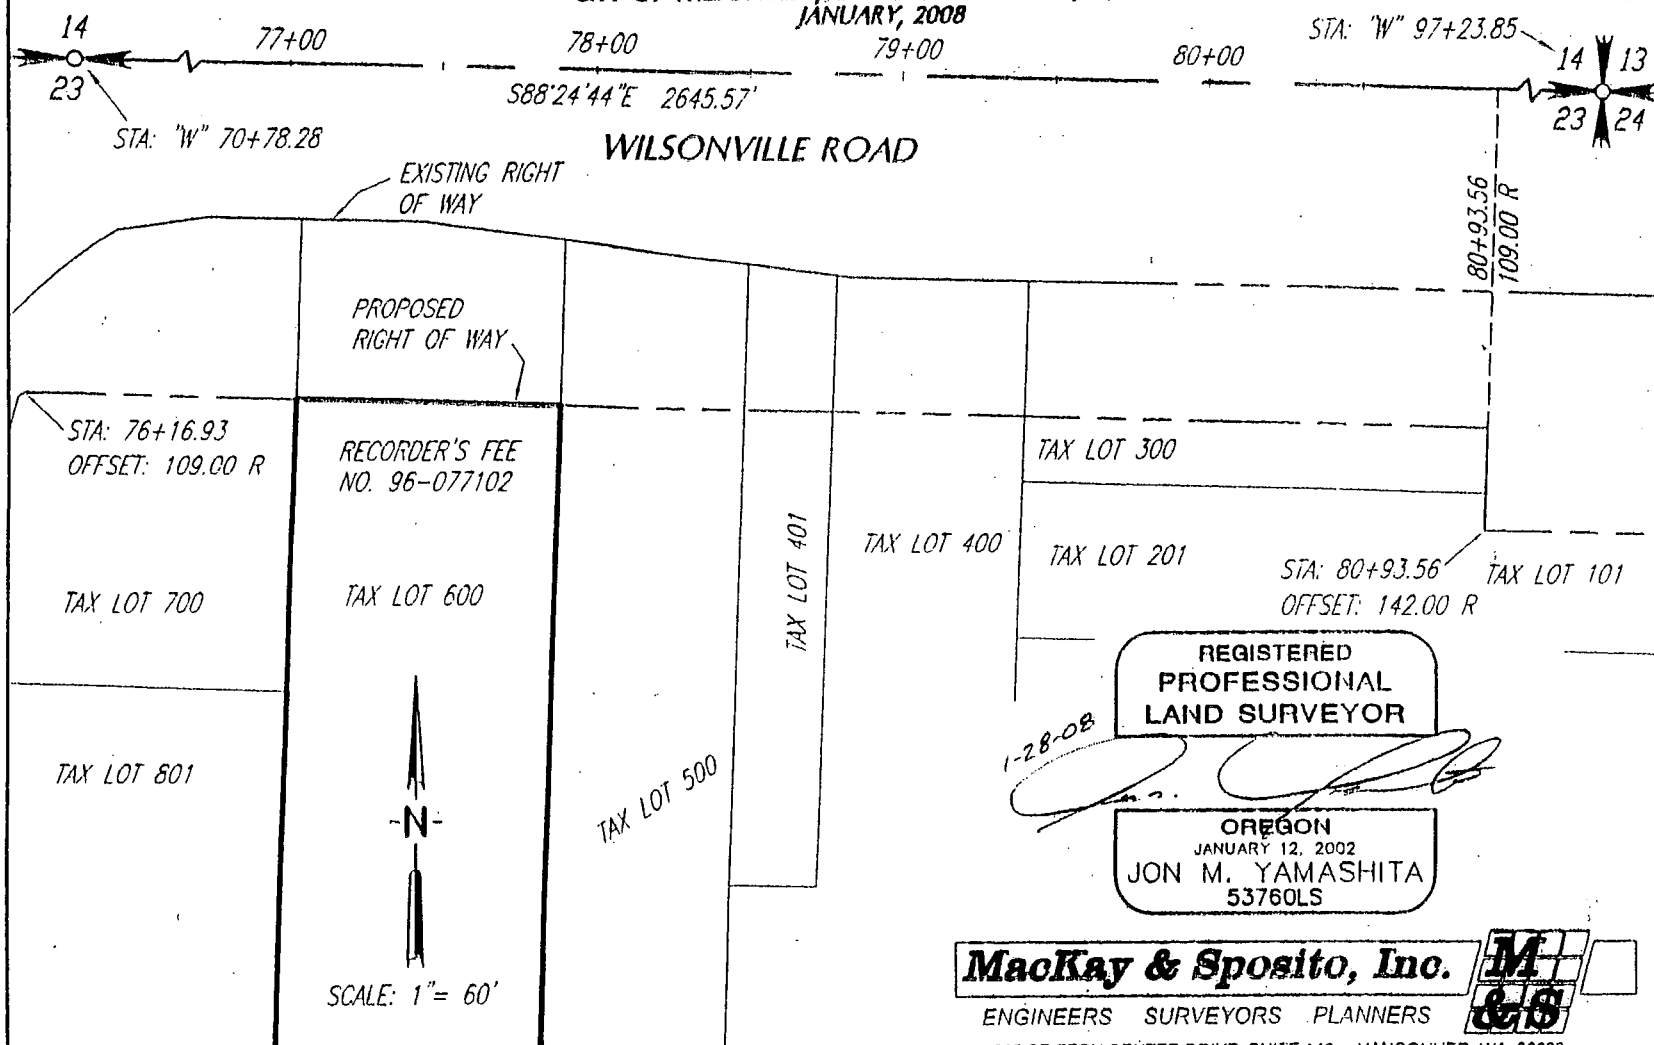 JANUARY, 2008
14
23
77+00
78+00
79+00
80+00
STA: "W" 97+23.85
14
13
23
24
S88°24'44"E 2645.57'
STA: "W" 70+78.28
WILSONVILLE ROAD
EXISTING RIGHT
OF WAY
80+93.56
109.00 R
PROPOSED
RIGHT OF WAY
STA: 76+16.93
OFFSET: 109.00 R
RECORDER'S FEE
NO. 96-077102
TAX LOT 300
TAX LOT 401
TAX LOT 400
TAX LOT 201
STA: 80+93.56
OFFSET: 142.00 R
TAX LOT 101
TAX LOT 700
TAX LOT 600
TAX LOT 801
TAX LOT 500
-N-
SCALE: 1"= 60'
REGISTERED
PROFESSIONAL
LAND SURVEYOR
1-28-08
OREGON
JANUARY 12, 2002
JON M. YAMASHITA
53760LS
MacKay & Sposito, Inc.
M
&S
ENGINEERS SURVEYORS PLANNERS